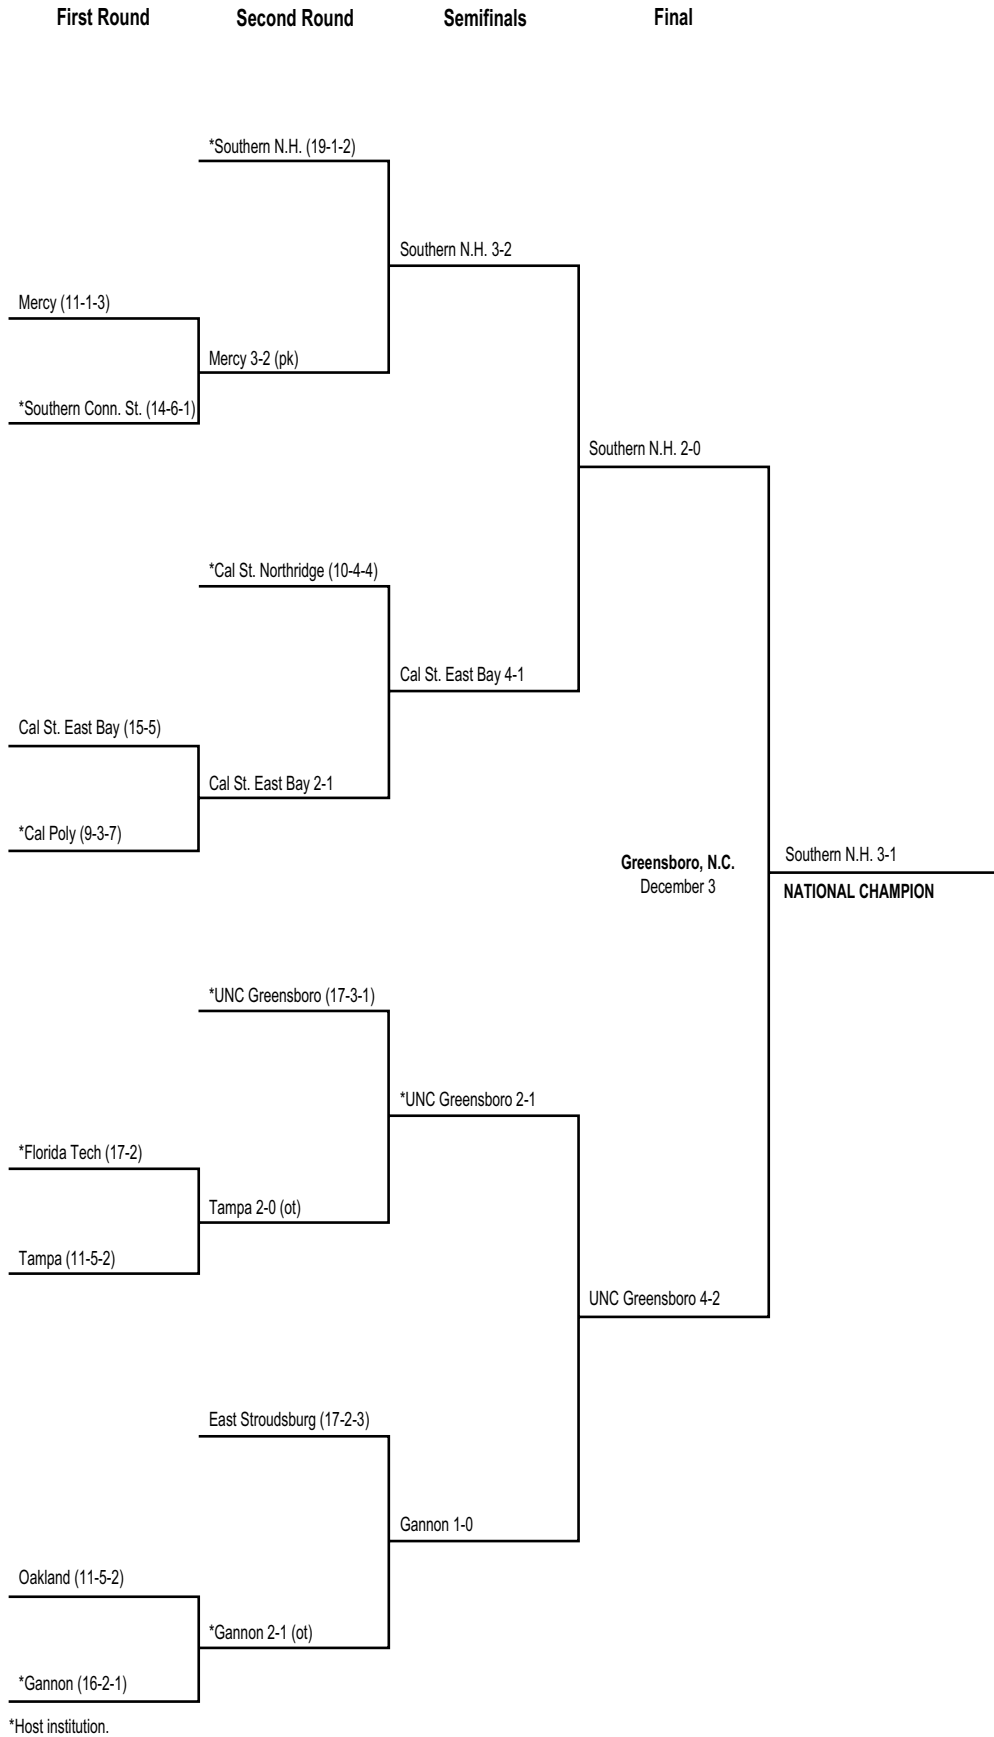 First Round
Second Round
Semifinals
Final
*Southern N.H. (19-1-2)
Southern N.H. 3-2
Mercy (11-1-3)
Mercy 3-2 (pk)
*Southern Conn. St. (14-6-1)
Southern N.H. 2-0
*Cal St. Northridge (10-4-4)
Cal St. East Bay 4-1
Cal St. East Bay (15-5)
Cal St. East Bay 2-1
*Cal Poly (9-3-7)
Greensboro, N.C.
December 3
Southern N.H. 3-1
NATIONAL CHAMPION
*UNC Greensboro (17-3-1)
*UNC Greensboro 2-1
*Florida Tech (17-2)
Tampa 2-0 (ot)
Tampa (11-5-2)
UNC Greensboro 4-2
East Stroudsburg (17-2-3)
Gannon 1-0
Oakland (11-5-2)
*Gannon 2-1 (ot)
*Gannon (16-2-1)
*Host institution.